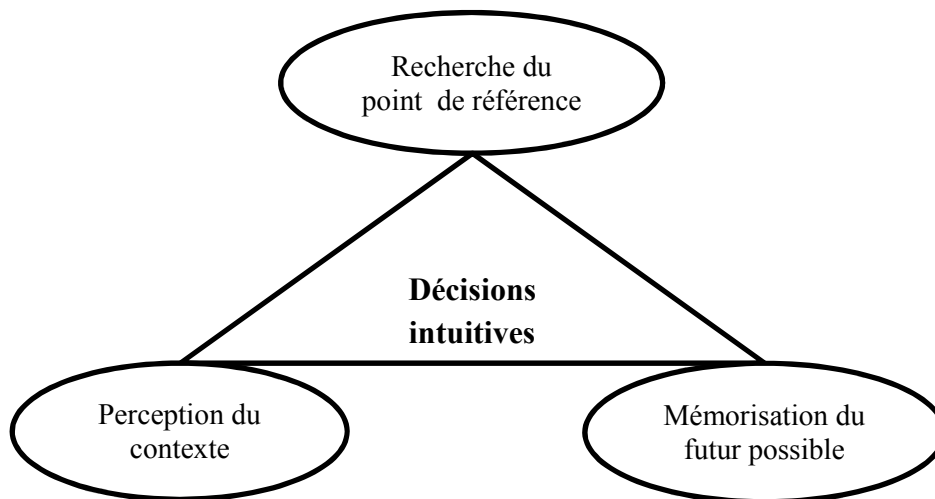 Recherche du
point de référence
Décisions
intuitives
Perception du
contexte
Mémorisation du
futur possible